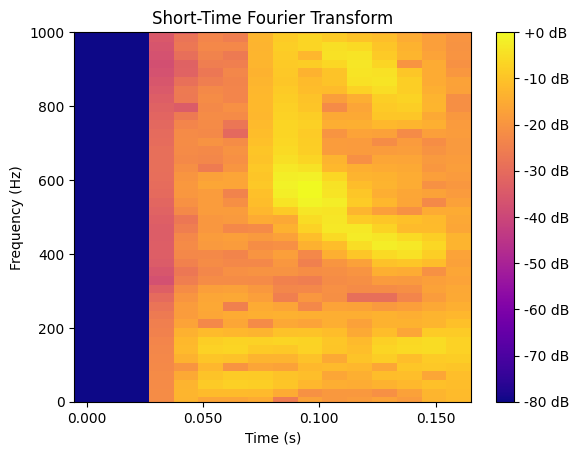 Short-Time Fourier Transform
1000
800
600
400
200
0
Frequency (Hz)
0.000
0.050
0.100
0.150
Time (s)
+0 dB
-10 dB
-20 dB
-30 dB
-40 dB
-50 dB
-60 dB
-70 dB
-80 dB